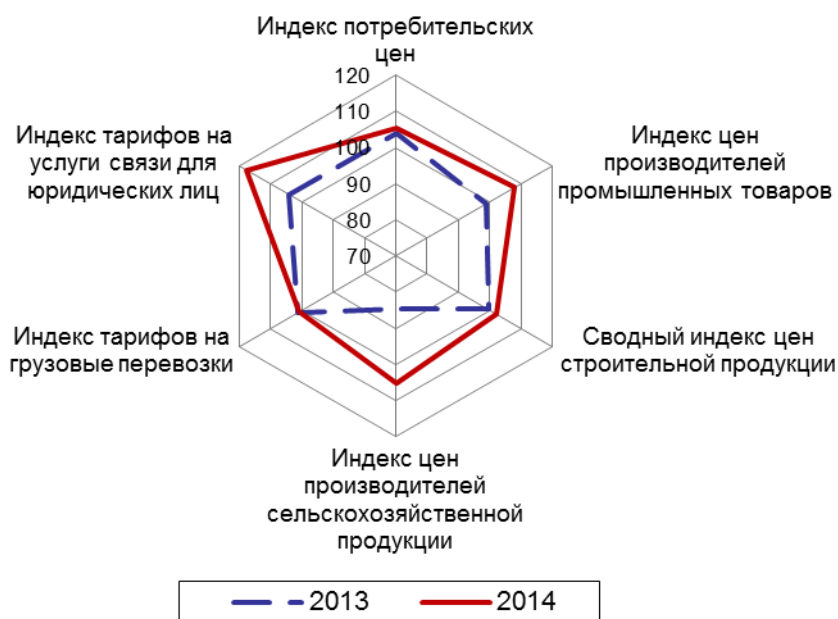 Индекс потребительских
цен
120
110
100
90
80
70
Индекс цен
производителей
промышленных товаров
Сводный индекс цен
строительной продукции
Индекс цен
производителей
сельскохозяйственной
продукции
Индекс тарифов на
грузовые перевозки
Индекс тарифов на
услуги связи для
юридических лиц
2013
2014